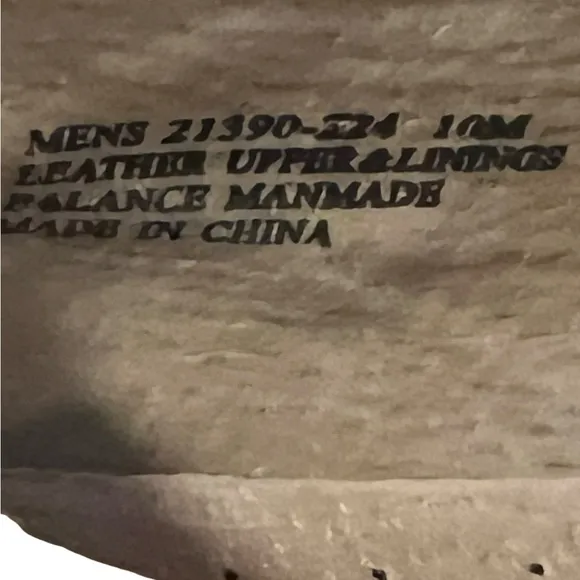 MENS 21390-224 10M
LEATHER UPPER&LININGS
BALANCE MANMADE
MADE IN CHINA